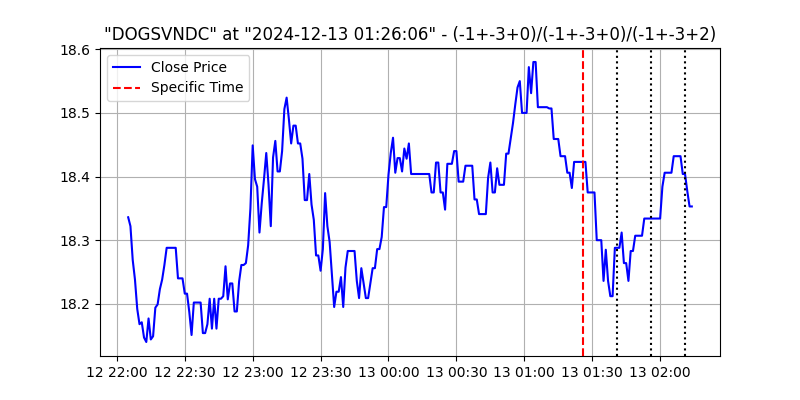 "DOGSVNDC" at "2024-12-13 01:26:06" - (-1+-3+0)/(-1+-3+0)/(-1+-3+2)
Close Price
Specific Time
18.6
18.5
18.4
18.3
18.2
12 22:00 12 22:30 12 23:00 12 23:30 13 00:00 13 00:30 13 01:00 13 01:30 13 02:00